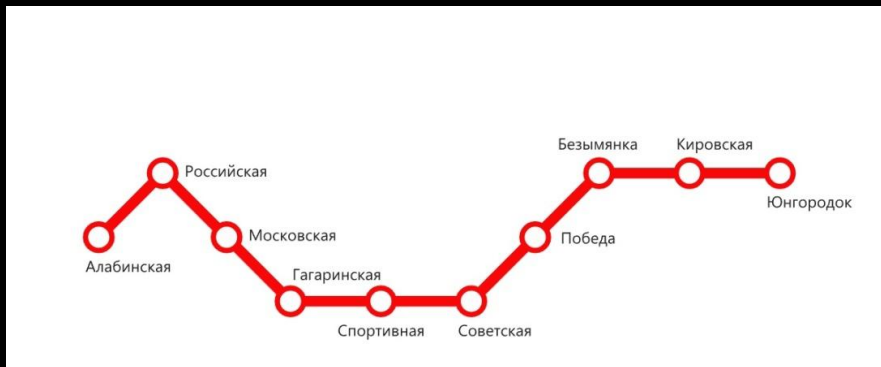 Безымянка
Кировская
Российская
Юнгородок
Московская
Победа
Алабинская
Гагаринская
Спортивная
Советская